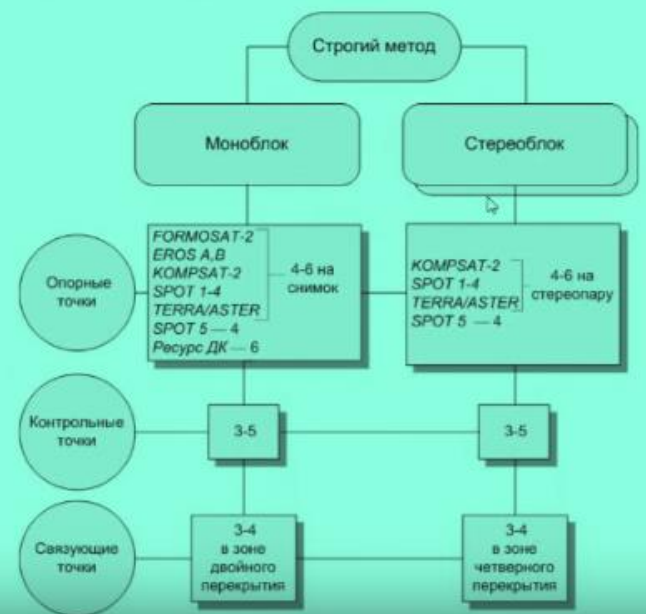 Строгий метод
Моноблок
Стереоблок
Опорные
точки
FORMOSAT-2
EROS A,B
KOMPSAT-2
SPOT 1-4
TERRA/ASTER
SPOT 5 — 4
Ресурс ДК — 6
4-6 на
снимок
KOMPSAT-2
SPOT 1-4
TERRA/ASTER
SPOT 5 — 4
4-6 на
стереопару
Контрольные
точки
3-5
3-5
Связующие
точки
3-4
в зоне
двойного
перекрытия
3-4
в зоне
четверного
перекрытия